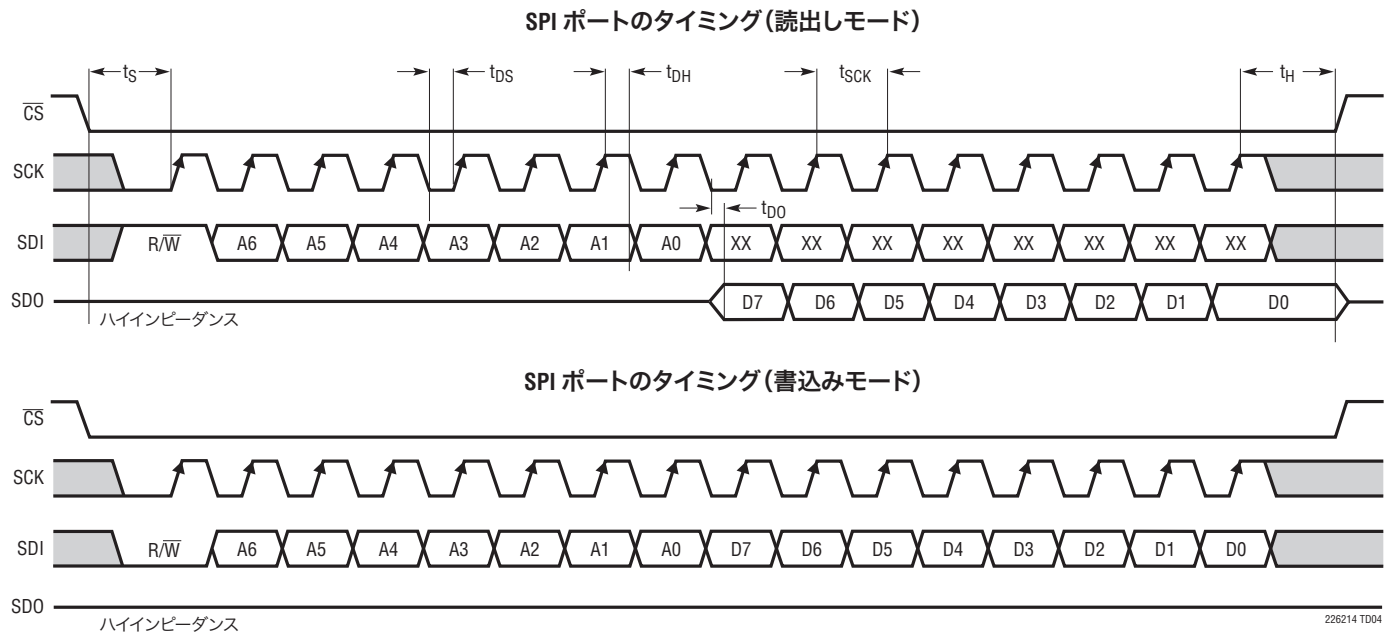 SPI ポートのタイミング（読出しモード）
tS tDS tDH tSCK tH
CS
SCK
tDO
SDI R/W A6 A5 A4 A3 A2 A1 A0 XX XX XX XX XX XX XX XX
SDO D7 D6 D5 D4 D3 D2 D1 D0
ハイインピーダンス
SPI ポートのタイミング（書込みモード）
CS
SCK
SDI R/W A6 A5 A4 A3 A2 A1 A0 D7 D6 D5 D4 D3 D2 D1 D0
SDO
ハイインピーダンス
226214 TD04